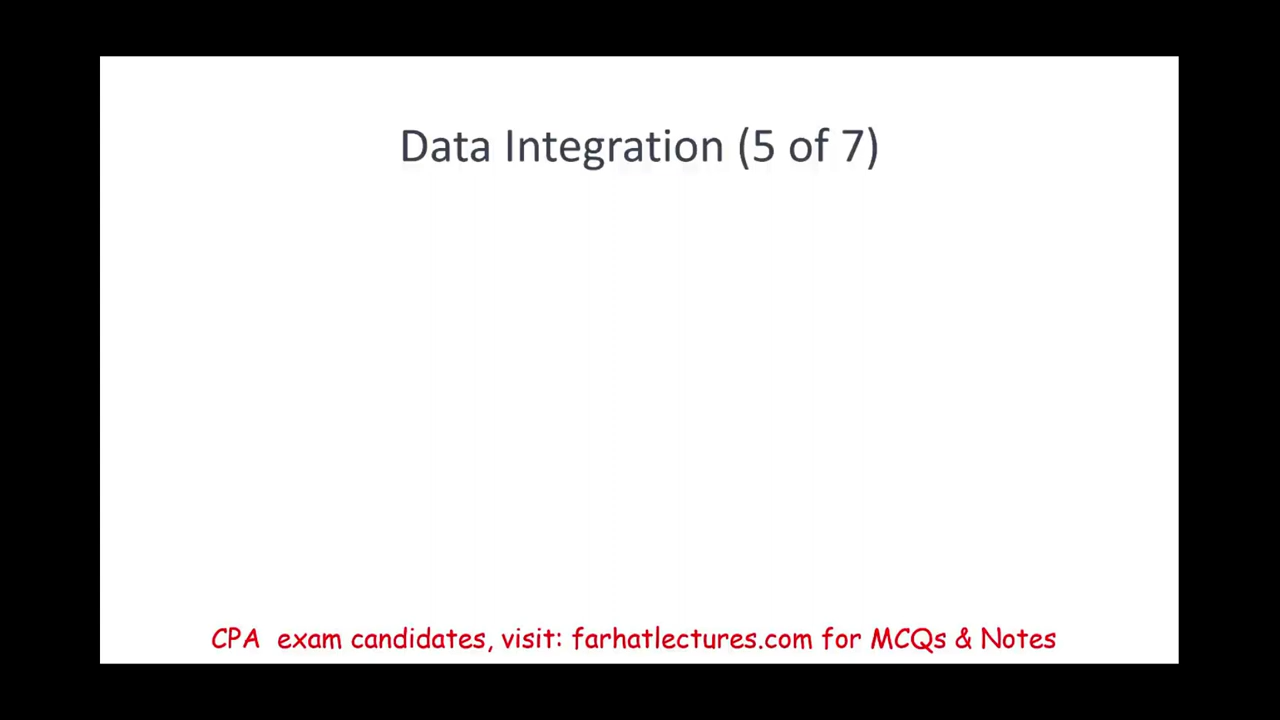 Data Integration (5 of 7)
CPA exam candidates, visit: farhatlectures.com for MCQs & Notes